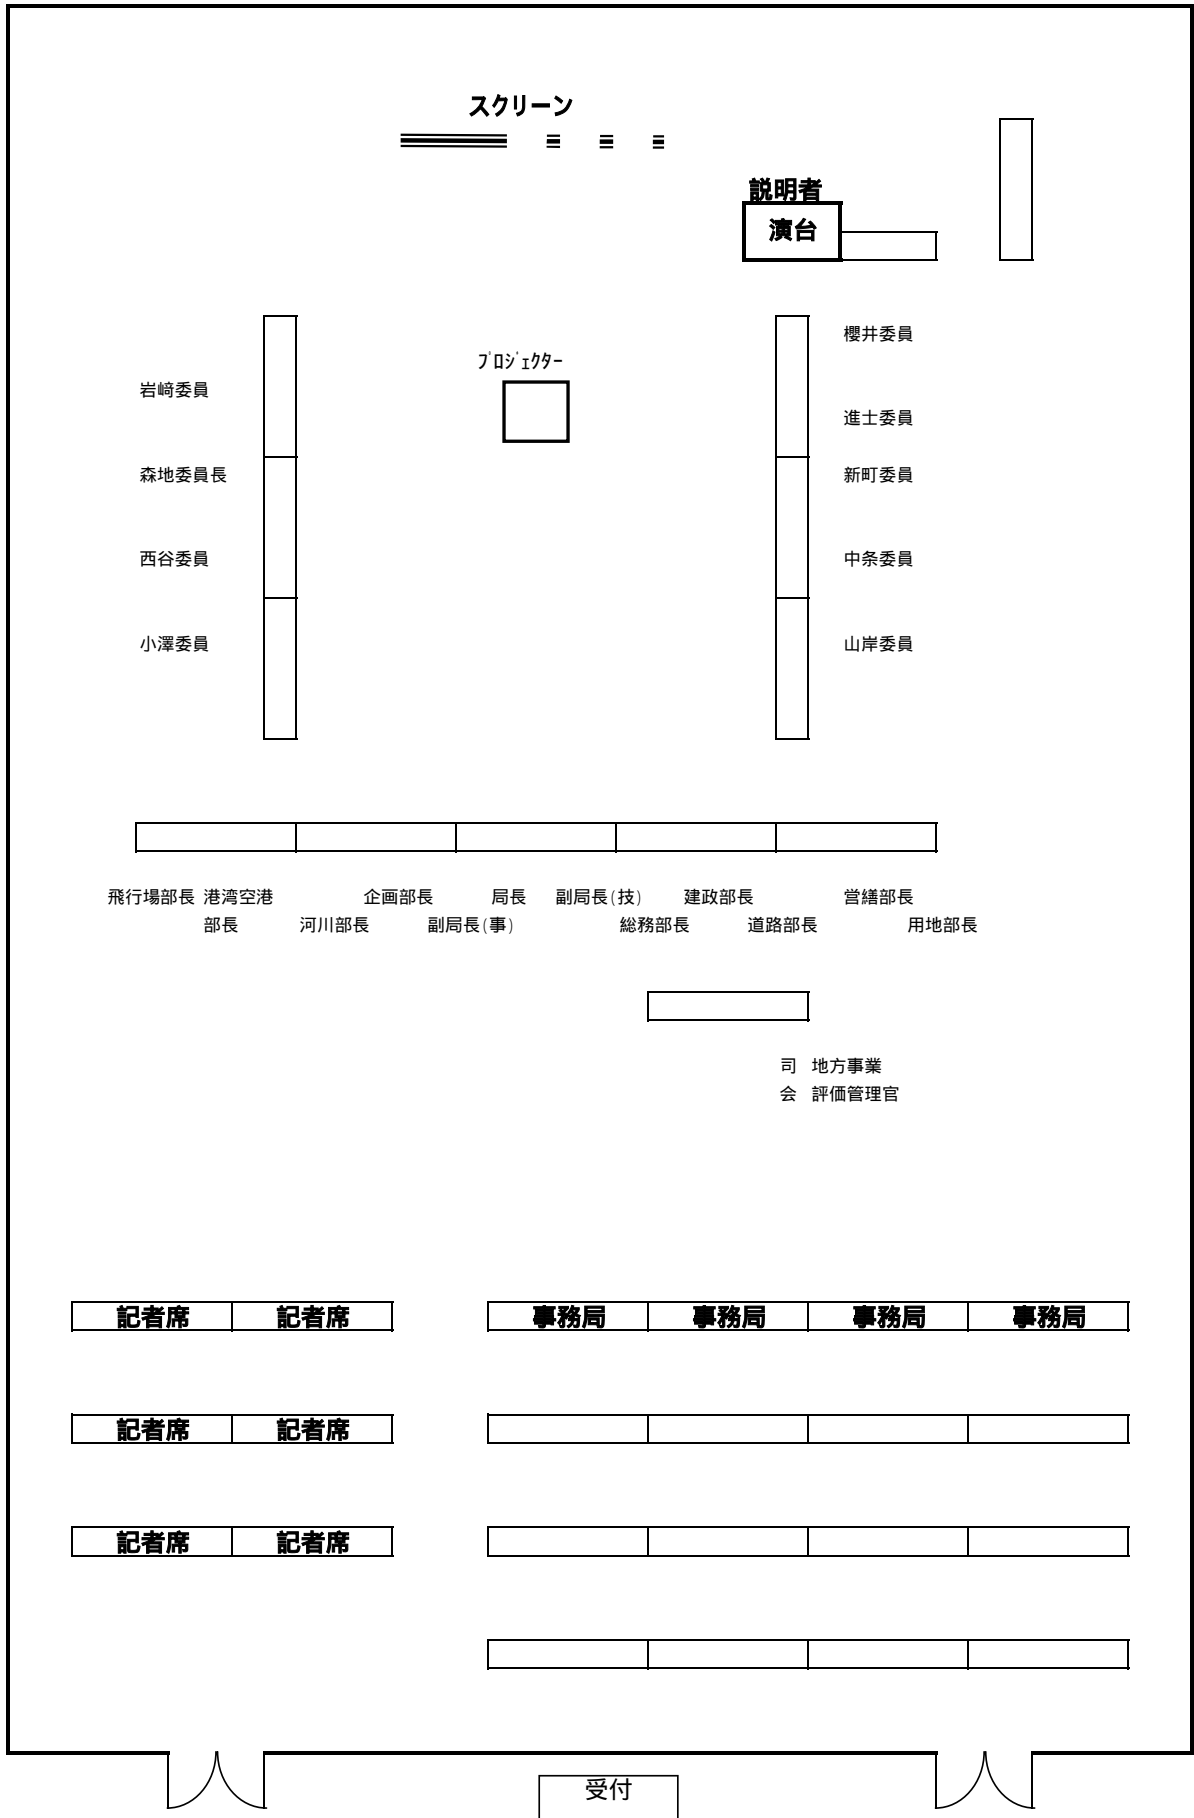 スクリーン
説明者
演台
櫻井委員
ﾌﾟﾛｼﾞｪｸﾀｰ
岩﨑委員
進士委員
森地委員長
新町委員
西谷委員
中条委員
小澤委員
山岸委員
飛行場部長 港湾空港 企画部長 局長 副局長(技) 建政部長 営繕部長
部長 河川部長 副局長(事) 総務部長 道路部長 用地部長
司 地方事業
会 評価管理官
記者席 記者席 事務局 事務局 事務局 事務局
記者席 記者席
記者席 記者席
受付